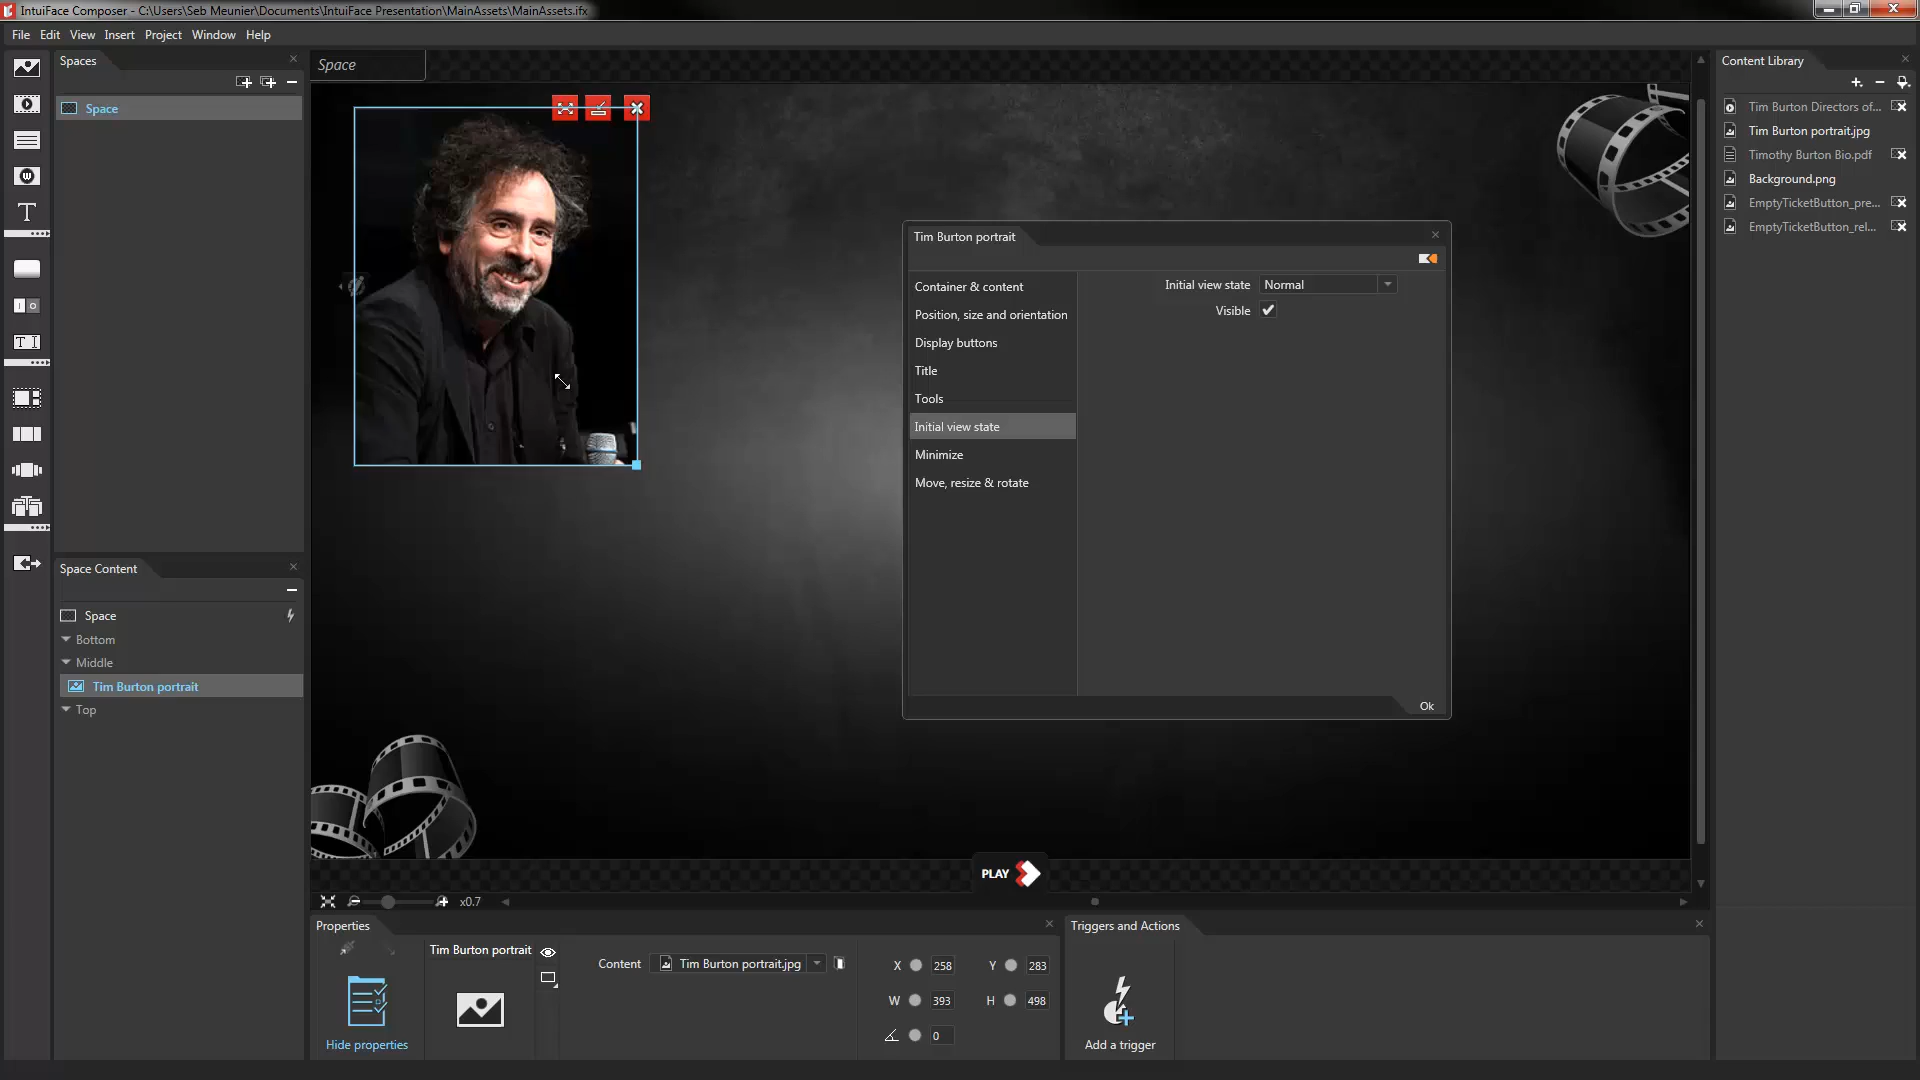 IntuiFace Composer - C:\Users\Seb Meunier\Documents\IntuiFace Presentation\MainAssets\MainAssets.ifx
File Edit View Insert Project Window Help
Spaces
Space
Space
Space Content
Space
Bottom
Middle
Tim Burton portrait
Top
Tim Burton portrait
Container & content
Position, size and orientation
Display buttons
Title
Tools
Initial view state
Minimize
Move, resize & rotate
Initial view state Normal
Visible
Ok
PLAY
x0.7
Properties
Hide properties
Tim Burton portrait
Content Tim Burton portrait.jpg
X 258 Y 283
W 393 H 498
0
Triggers and Actions
Add a trigger
Content Library
Tim Burton Directors of...
Tim Burton portrait.jpg
Timothy Burton Bio.pdf
Background.png
EmptyTicketButton_pre...
EmptyTicketButton_rel...